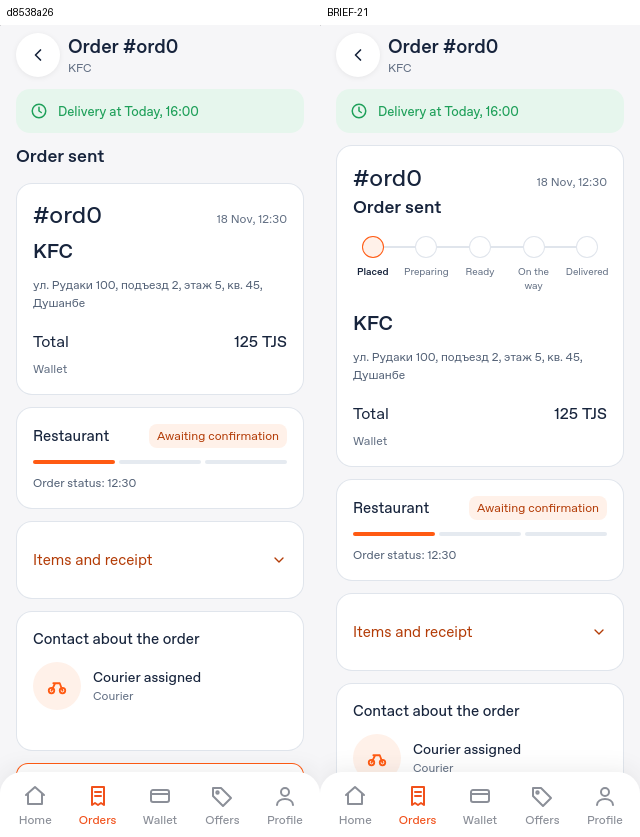 d8538a26
Order #ord0
KFC
Delivery at Today, 16:00
Order sent
#ord0
18 Nov, 12:30
KFC
ул. Рудаки 100, подъезд 2, этаж 5, кв. 45,
Душанбе
Total
125 TJS
Wallet
Restaurant
Awaiting confirmation
Order status: 12:30
Items and receipt
Contact about the order
Courier assigned
Courier
Home
Orders
Wallet
Offers
Profile
BRIEF-21
Order #ord0
KFC
Delivery at Today, 16:00
#ord0
18 Nov, 12:30
Order sent
Placed
Preparing
Ready
On the
way
Delivered
KFC
ул. Рудаки 100, подъезд 2, этаж 5, кв. 45,
Душанбе
Total
125 TJS
Wallet
Restaurant
Awaiting confirmation
Order status: 12:30
Items and receipt
Contact about the order
Courier assigned
Courier
Home
Orders
Wallet
Offers
Profile